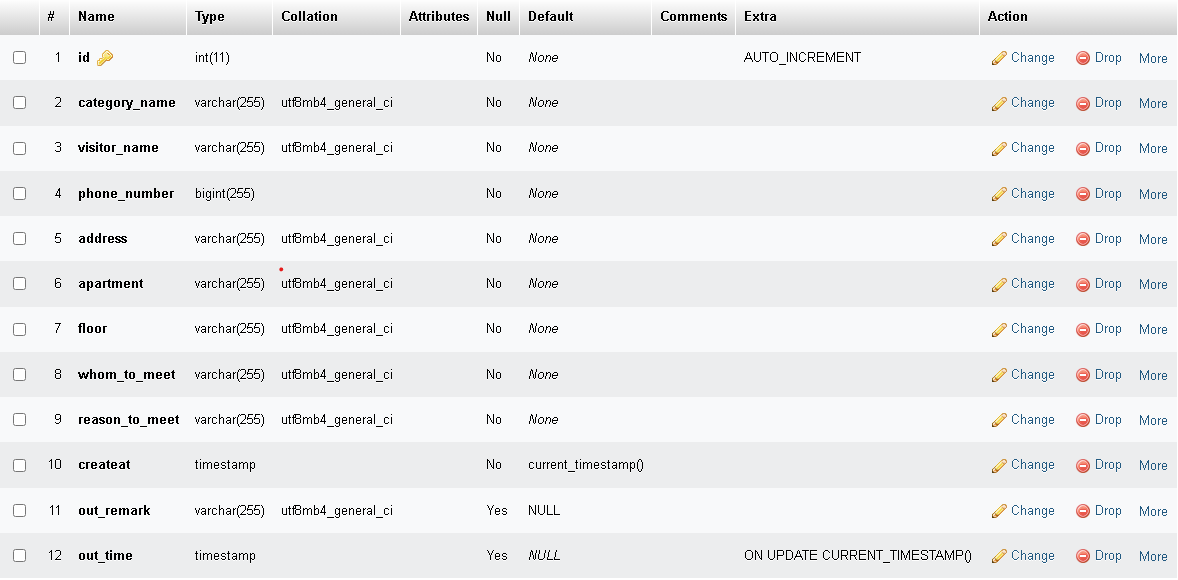 # Name Type Collation Attributes Null Default Comments Extra Action
1 id int(11) No None AUTO_INCREMENT Change Drop More
2 category_name varchar(255) utf8mb4_general_ci No None Change Drop More
3 visitor_name varchar(255) utf8mb4_general_ci No None Change Drop More
4 phone_number bigint(255) No None Change Drop More
5 address varchar(255) utf8mb4_general_ci No None Change Drop More
6 apartment varchar(255) utf8mb4_general_ci No None Change Drop More
7 floor varchar(255) utf8mb4_general_ci No None Change Drop More
8 whom_to_meet varchar(255) utf8mb4_general_ci No None Change Drop More
9 reason_to_meet varchar(255) utf8mb4_general_ci No None Change Drop More
10 createat timestamp No current_timestamp() Change Drop More
11 out_remark varchar(255) utf8mb4_general_ci Yes NULL Change Drop More
12 out_time timestamp Yes NULL ON UPDATE CURRENT_TIMESTAMP() Change Drop More